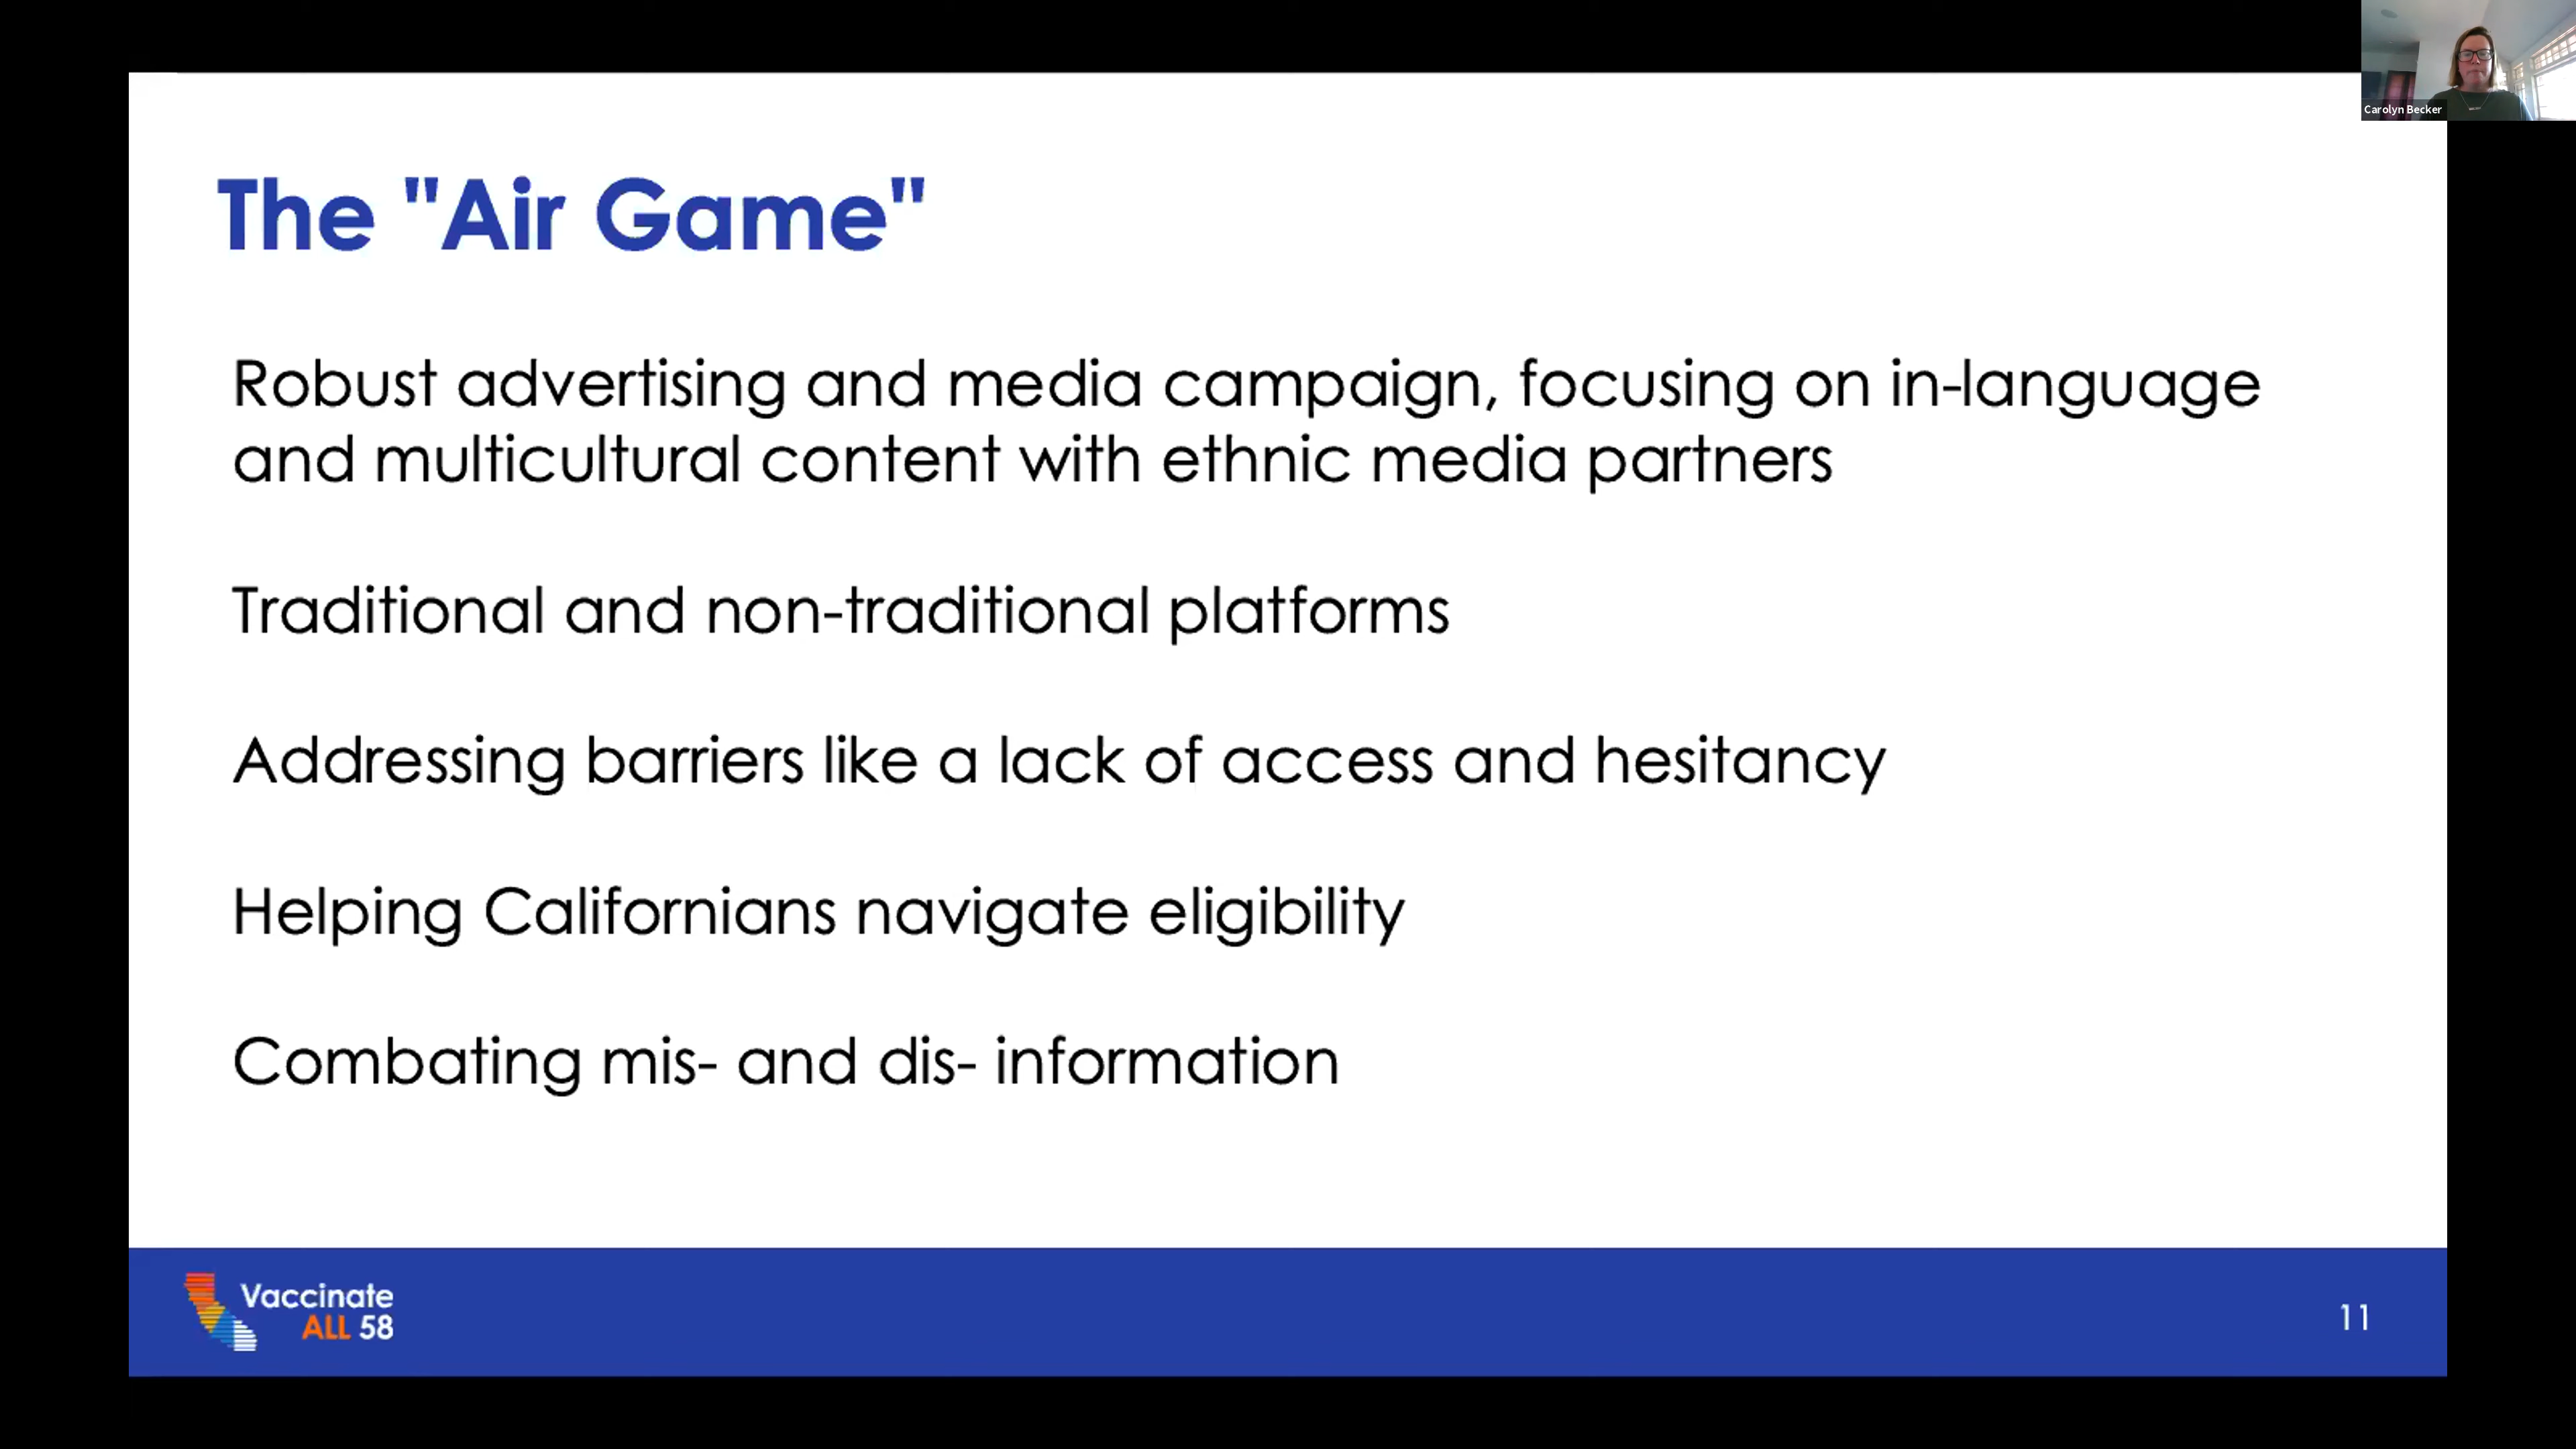 Carolyn Becker
The "Air Game"
Robust advertising and media campaign, focusing on in-language
and multicultural content with ethnic media partners
Traditional and non-traditional platforms
Addressing barriers like a lack of access and hesitancy
Helping Californians navigate eligibility
Combating mis- and dis- information
Vaccinate
ALL 58
11